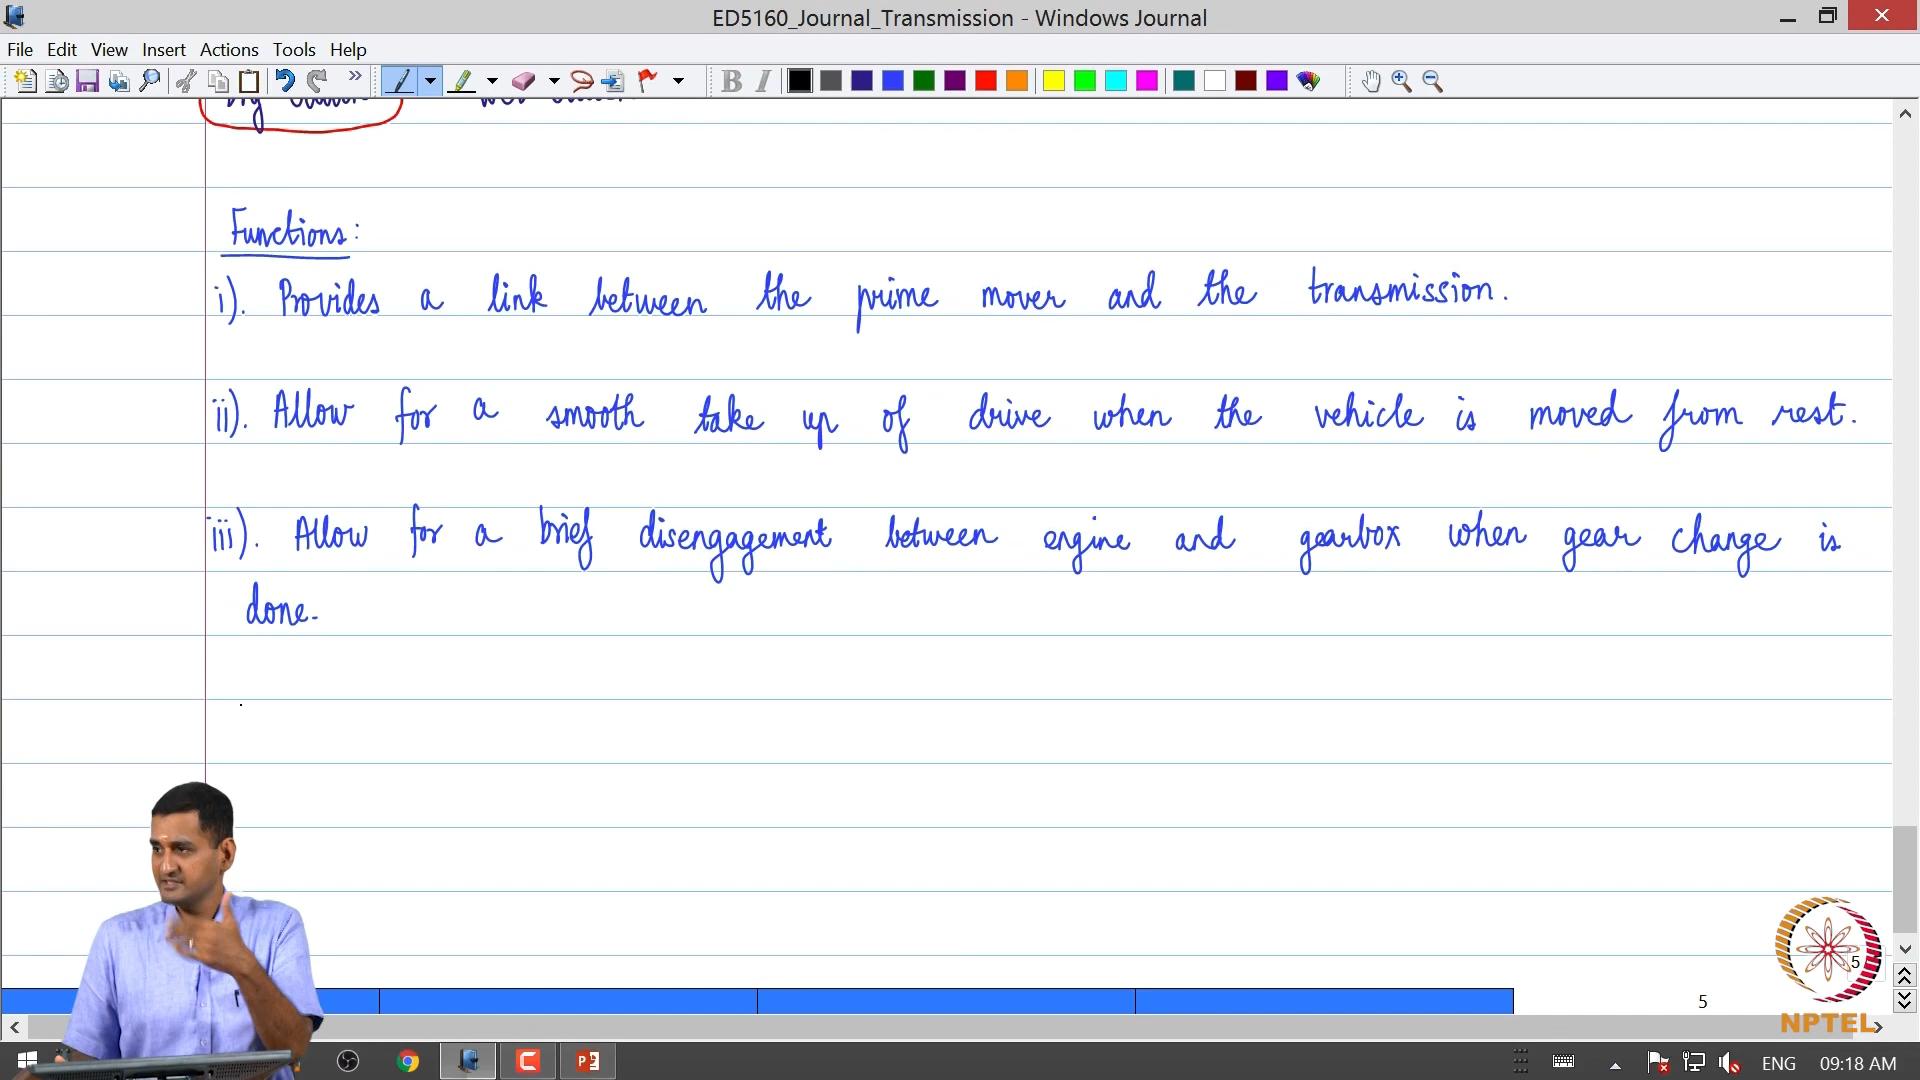 ED5160_Journal_Transmission - Windows Journal
File Edit View Insert Actions Tools Help
Functions:
i). Provides a link between the prime mover and the transmission.
ii). Allow for a smooth take up of drive when the vehicle is moved from rest.
iii). Allow for a brief disengagement between engine and gearbox when gear change is
done.
5
5
NPTEL
ENG 09:18 AM